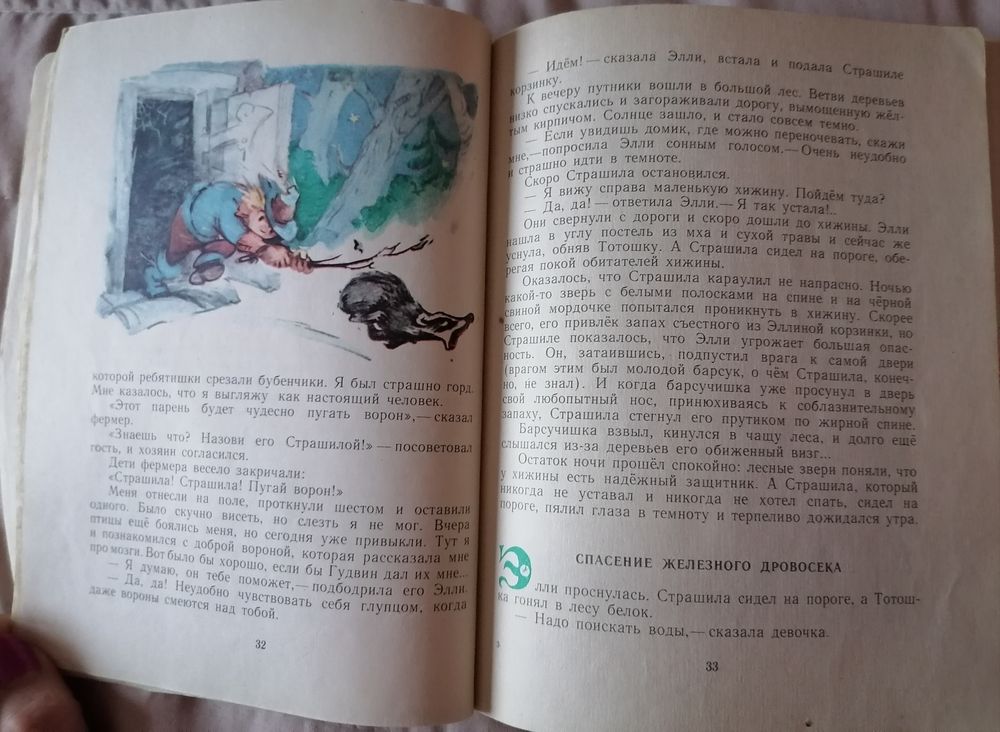 которой ребятишки срезали бубенчики. Я был страшно горд.
Мне казалось, что я выгляжу как настоящий человек.
«Этот парень будет чудесно пугать ворон»,— сказал
фермер.
«Знаешь что? Назови его Страшилой!» — посоветовал
гость, и хозяин согласился.
Дети фермера весело закричали:
«Страшила! Страшила! Пугай ворон!»
Меня отнесли на поле, проткнули шестом и оставили
одного. Было скучно висеть, но слезть я не мог. Вчера
птицы ещё боялись меня, но сегодня уже привыкли. Тут я
и познакомился с доброй вороной, которая рассказала мне
про мозги. Вот было бы хорошо, если бы Гудвин дал их мне...
— Я думаю, он тебе поможет,— подбодрила его Элли.
— Да, да! Неудобно чувствовать себя глупцом, когда
даже вороны смеются над тобой.
32
— Идём! — сказала Элли, встала и подала Страшиле
корзинку.
К вечеру путники вошли в большой лес. Ветви деревьев
низко спускались и загораживали дорогу, вымощенную жёл-
тым кирпичом. Солнце зашло, и стало совсем темно.
— Если увидишь домик, где можно переночевать, скажи
мне,— попросила Элли сонным голосом.— Очень неудобно
и страшно идти в темноте.
Скоро Страшила остановился.
— Я вижу справа маленькую хижину. Пойдём туда?
— Да, да! — ответила Элли.— Я так устала!..
Они свернули с дороги и скоро дошли до хижины. Элли
нашла в углу постель из мха и сухой травы и сейчас же
уснула, обняв Тотошку. А Страшила сидел на пороге, обе-
регая покой обитателей хижины.
Оказалось, что Страшила караулил не напрасно. Ночью
какой-то зверь с белыми полосками на спине и на чёрной
свиной мордочке попытался проникнуть в хижину. Скорее
всего, его привлёк запах съестного из Эллиной корзинки, но
Страшиле показалось, что Элли угрожает большая опас-
ность. Он, затаившись, подпустил врага к самой двери
(врагом этим был молодой барсук, о чём Страшила, конеч-
но, не знал). И когда барсучишка уже просунул в дверь
свой любопытный нос, принюхиваясь к соблазнительному
запаху, Страшила стегнул его прутиком по жирной спине.
Барсучишка взвыл, кинулся в чащу леса, и долго ещё
слышался из-за деревьев его обиженный визг...
Остаток ночи прошёл спокойно: лесные звери поняли, что
у хижины есть надёжный защитник. А Страшила, который
никогда не уставал и никогда не хотел спать, сидел на
пороге, пялил глаза в темноту и терпеливо дожидался утра.
СПАСЕНИЕ ЖЕЛЕЗНОГО ДРОВОСЕКА
Элли проснулась. Страшила сидел на пороге, а Тотош-
ка гонял в лесу белок.
— Надо поискать воды,— сказала девочка.
33